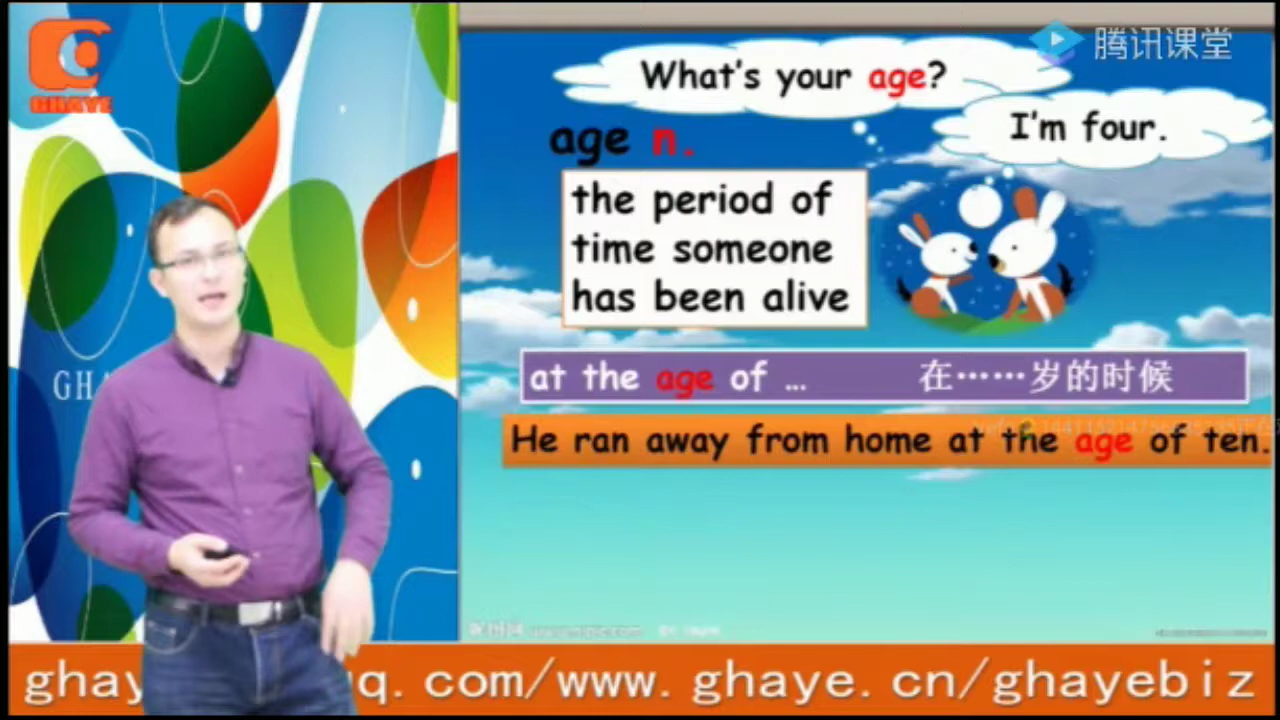 GHAYE
腾讯课堂
What's your age?
I'm four.
age n.
the period of
time someone
has been alive
GHA
at the age of … 在……岁的时候
He ran away from home at the age of ten.
ghay q. com/www. ghaye. cn/ghayebiz